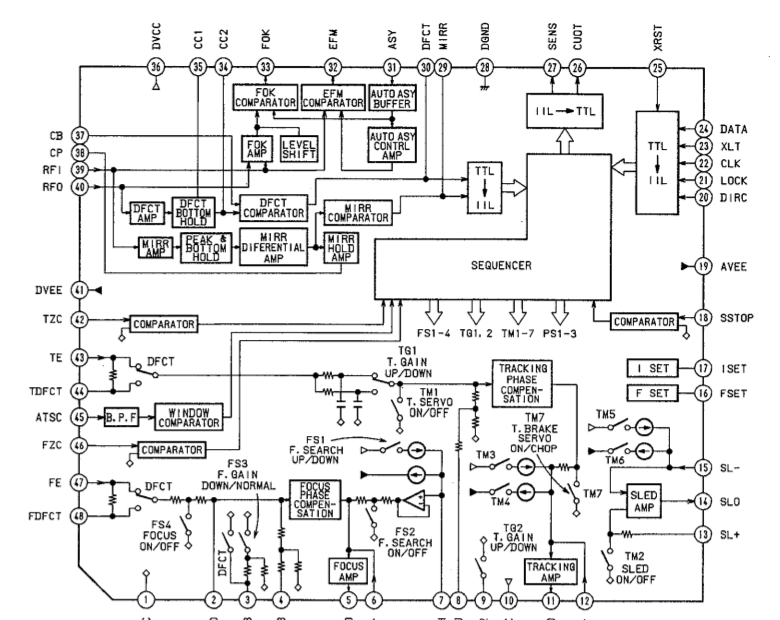 DVCC
CC1
CC2
FOK
EFM
ASY
DFCT
MIRR
DGND
SENS
CUOT
XRST
36
35
34
33
32
31
30
29
28
27
26
25
FOK
COMPARATOR
EFM
COMPARATOR
AUTO ASY
BUFFER
IIL → TTL
CB 37
CP 38
RFI 39
RFO 40
FOK
AMP
LEVEL
SHIFT
AUTO ASY
CONTRL
AMP
TTL
↓
IIL
24 DATA
23 XLT
22 CLK
21 LOCK
20 DIRC
DFCT
AMP
DFCT
BOTTOM
HOLD
DFCT
COMPARATOR
MIRR
COMPARATOR
TTL
↓
IIL
MIRR
AMP
PEAK &
BOTTOM
HOLD
MIRR
DIFERENTIAL
AMP
MIRR
HOLD
AMP
SEQUENCER
19 AVEE
DVEE 41
TZC 42
COMPARATOR
FS1-4
TG1, 2
TM1-7
PS1-3
COMPARATOR
18 SSTOP
TE 43
DFCT
TDFCT 44
TG1
T. GAIN
UP/DOWN
TM1
T. SERVO
ON/OFF
TRACKING
PHASE
COMPEN-
SATION
I SET
17 ISET
F SET
16 FSET
ATSC 45
B.P.F
WINDOW
COMPARATOR
FZC 46
COMPARATOR
FS1
F. SEARCH
UP/DOWN
TM7
T. BRAKE
SERVO
ON/CHOP
TM5
TM6
15 SL-
FE 47
DFCT
FDFCT 48
FS3
F. GAIN
DOWN/NORMAL
FOCUS
PHASE
COMPEN-
SATION
TM3
TM4
TM7
SLED
AMP
14 SLO
13 SL+
FS4
FOCUS
ON/OFF
DFCT
FS2
F. SEARCH
ON/OFF
TG2
T. GAIN
UP/DOWN
TM2
SLED
ON/OFF
FOCUS
AMP
TRACKING
AMP
1
2
3
4
5
6
7
8
9
10
11
12